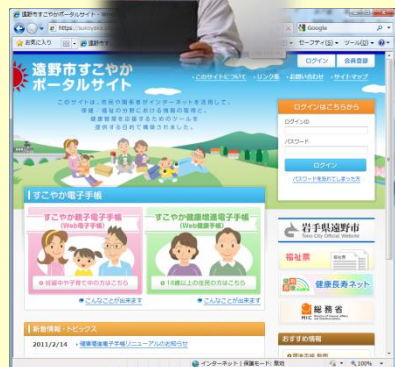 遠野市すこやかポータルサイト -
https
Google
お気に入り
セーフティ(S)
ツール(O)
ログイン
会員登録
遠野市すこやか
ポータルサイト
このサイトについて
リンク集
お問い合わせ
サイトマップ
このサイトは、市民や関係者がインターネットを活用して、
保健、福祉の分野における情報の取得と、
健康教育を応援するためのツールを
提供する目的で構築されました。
ログインはこちらから
ログインID
パスワード
ログイン
パスワードを忘れてしまった方
すこやか電子手帳
すこやか親子電子手帳
(Web母子手帳)
妊娠中や子育て中の方はこちら
こんなことが出来ます
すこやか健康増進電子手帳
(Web健康手帳)
18歳以上の住民の方はこちら
こんなことが出来ます
岩手県遠野市
Tono City Official Website
福祉票
健康長寿ネット
総務省
MIC
新着情報・トピックス
2011/2/14
健康増進電子手帳リニューアルのお知らせ
おすすめ情報
インターネット | 保護モード: 無効
100%